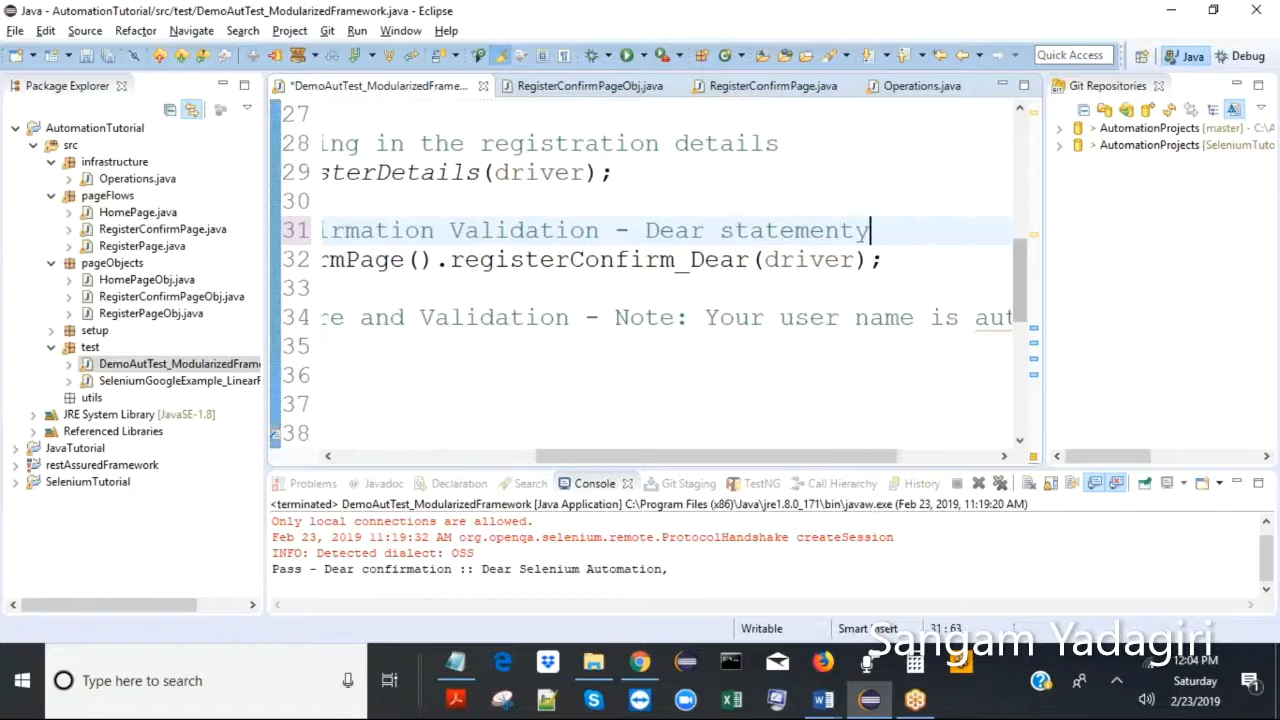 Java - AutomationTutorial/src/test/DemoAutTest_ModularizedFramework.java - Eclipse
File Edit Source Refactor Navigate Search Project Git Run Window Help
Quick Access
Java
Debug
Package Explorer
*DemoAutTest_ModularizedFrame...
RegisterConfirmPageObj.java
RegisterConfirmPage.java
Operations.java
Git Repositories
AutomationTutorial
src
infrastructure
Operations.java
pageFlows
HomePage.java
RegisterConfirmPage.java
RegisterPage.java
pageObjects
HomePageObj.java
RegisterConfirmPageObj.java
RegisterPageObj.java
setup
test
DemoAutTest_ModularizedFrame
SeleniumGoogleExample_LinearF
utils
JRE System Library [JavaSE-1.8]
Referenced Libraries
JavaTutorial
restAssuredFramework
SeleniumTutorial
27
28 ing in the registration details
29 sterDetails(driver);
30
31 irmation Validation - Dear statementy
32 rmPage().registerConfirm_Dear(driver);
33
34 re and Validation - Note: Your user name is aut
35
36
37
38
> AutomationProjects [master] - C:\A
> AutomationProjects [SeleniumTuto
Problems @ Javadoc Declaration Search Console Git Staging TestNG Call Hierarchy History
<terminated> DemoAutTest_ModularizedFramework [Java Application] C:\Program Files (x86)\Java\jre1.8.0_171\bin\javaw.exe (Feb 23, 2019, 11:19:20 AM)
Only local connections are allowed.
Feb 23, 2019 11:19:32 AM org.openqa.selenium.remote.ProtocolHandshake createSession
INFO: Detected dialect: OSS
Pass - Dear confirmation :: Dear Selenium Automation,
Writable
Smart Insert
31 : 63
Sangam Yadagiri
Type here to search
12:04 PM
Saturday
2/23/2019